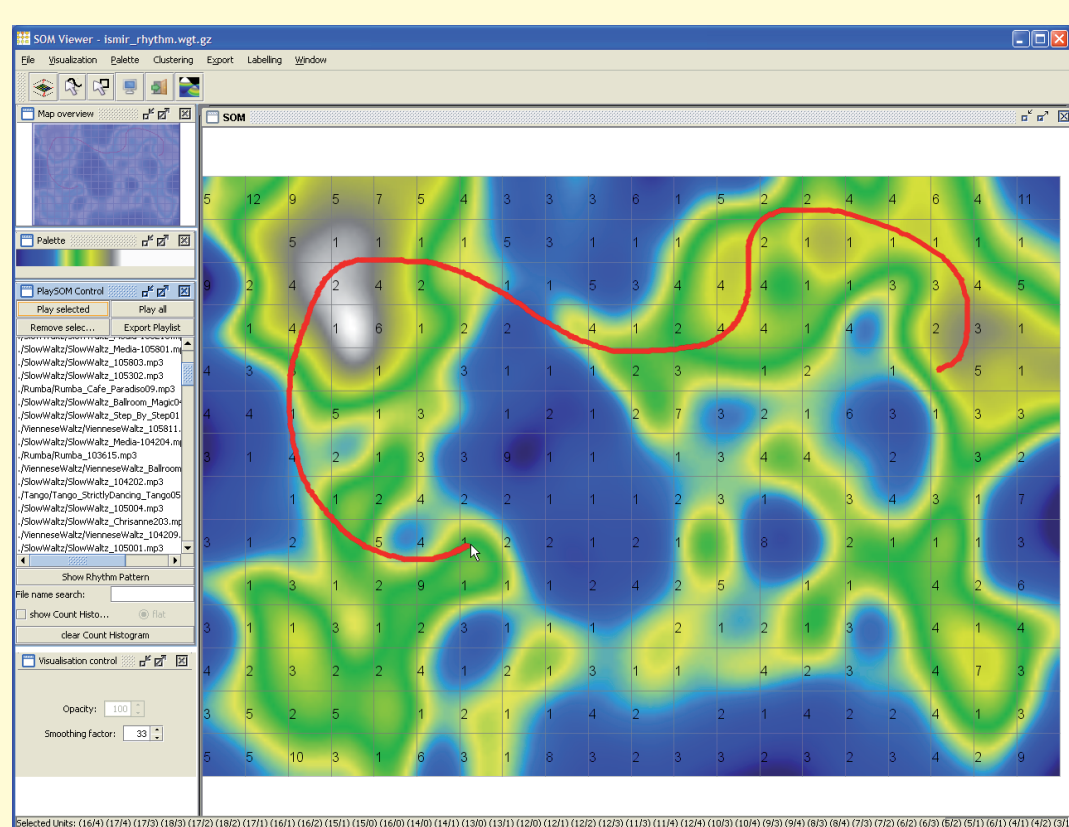 SOM Viewer - ismir_rhythm.wgt.gz
File Visualization Palette Clustering Export Labelling Window
Map overview
Palette
PlaySOM Control
Play selected Play all
Remove selec... Export Playlist
./SlowWaltz/SlowWaltz_Media-105801.m
./SlowWaltz/SlowWaltz_105803.mp3
./SlowWaltz/SlowWaltz_105302.mp3
./Rumba/Rumba_Cafe_Paradiso09.mp3
./SlowWaltz/SlowWaltz_Ballroom_Magic0
./SlowWaltz/SlowWaltz_Step_By_Step01
./VienneseWaltz/VienneseWaltz_105811.
./SlowWaltz/SlowWaltz_Media-104204.m
./Rumba/Rumba_103615.mp3
./VienneseWaltz/VienneseWaltz_Ballroom
./SlowWaltz/SlowWaltz_104202.mp3
./Tango/Tango_StrictlyDancing_Tango05
./SlowWaltz/SlowWaltz_105004.mp3
./SlowWaltz/SlowWaltz_Chrisanne203.m
./VienneseWaltz/VienneseWaltz_104209.
./SlowWaltz/SlowWaltz_105001.mp3
Show Rhythm Pattern
File name search:
show Count Histo... flat
clear Count Histogram
Visualisation control
Opacity: 100
Smoothing factor: 33
SOM
5 12 9 5 7 5 4 3 3 3 6 1 5 2 2 4 4 6 4 11
5 1 1 1 1 5 3 1 1 1 2 1 1 1 1 1 1
9 2 4 2 4 2 1 1 5 3 4 4 4 1 3 1 3 1 1
1 4 1 6 1 2 2 4 1 2 4 4 1 4 2 3 1
4 3 3 3 1 1 1 2 3 1 2 1 5 1
4 4 1 5 1 3 1 2 1 2 7 3 2 1 6 3 1 3 3
3 1 4 2 1 3 3 9 1 1 3 4 4 2 3 2
1 1 2 4 2 2 1 1 1 2 3 1 3 4 3 1 7
3 1 2 5 4 1 2 2 1 2 1 8 2 1 1 1 3
1 3 1 2 9 1 1 1 2 4 2 5 1 1 4 2 6
3 1 1 3 1 2 3 1 1 1 2 1 2 1 3 4 1 4
4 2 3 2 2 4 1 2 1 3 1 1 4 2 4 2 4 7 3
3 5 2 5 1 2 1 1 4 2 2 1 4 2 2 4 1 3
5 5 10 3 1 6 3 1 8 3 2 3 3 2 3 2 3 4 2 9
Selected Units: (16/4) (17/4) (17/3) (18/3) (17/2) (18/2) (17/1) (16/1) (16/2) (15/1) (15/0) (16/0) (14/0) (14/1) (13/0) (13/1) (12/0) (12/1) (12/2) (12/3) (11/3) (11/4) (12/4) (10/3) (10/4) (9/3) (9/4) (8/3) (8/4) (7/3) (7/2) (6/2) (6/3) (5/2) (5/1) (6/1) (4/1) (4/2) (3/1